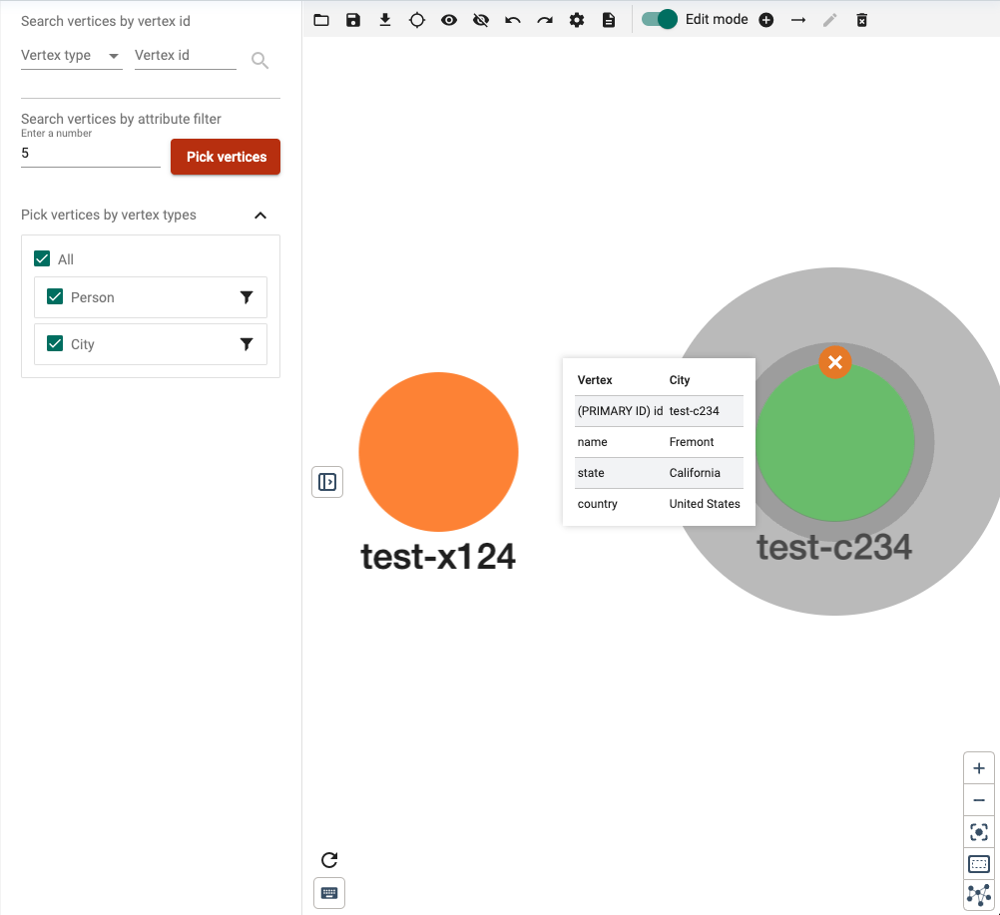 Search vertices by vertex id
Vertex type Vertex id
Search vertices by attribute filter
Enter a number
5
Pick vertices
Pick vertices by vertex types
All
Person
City
Edit mode
test-x124
Vertex City
(PRIMARY ID) id test-c234
name Fremont
state California
country United States
test-c234